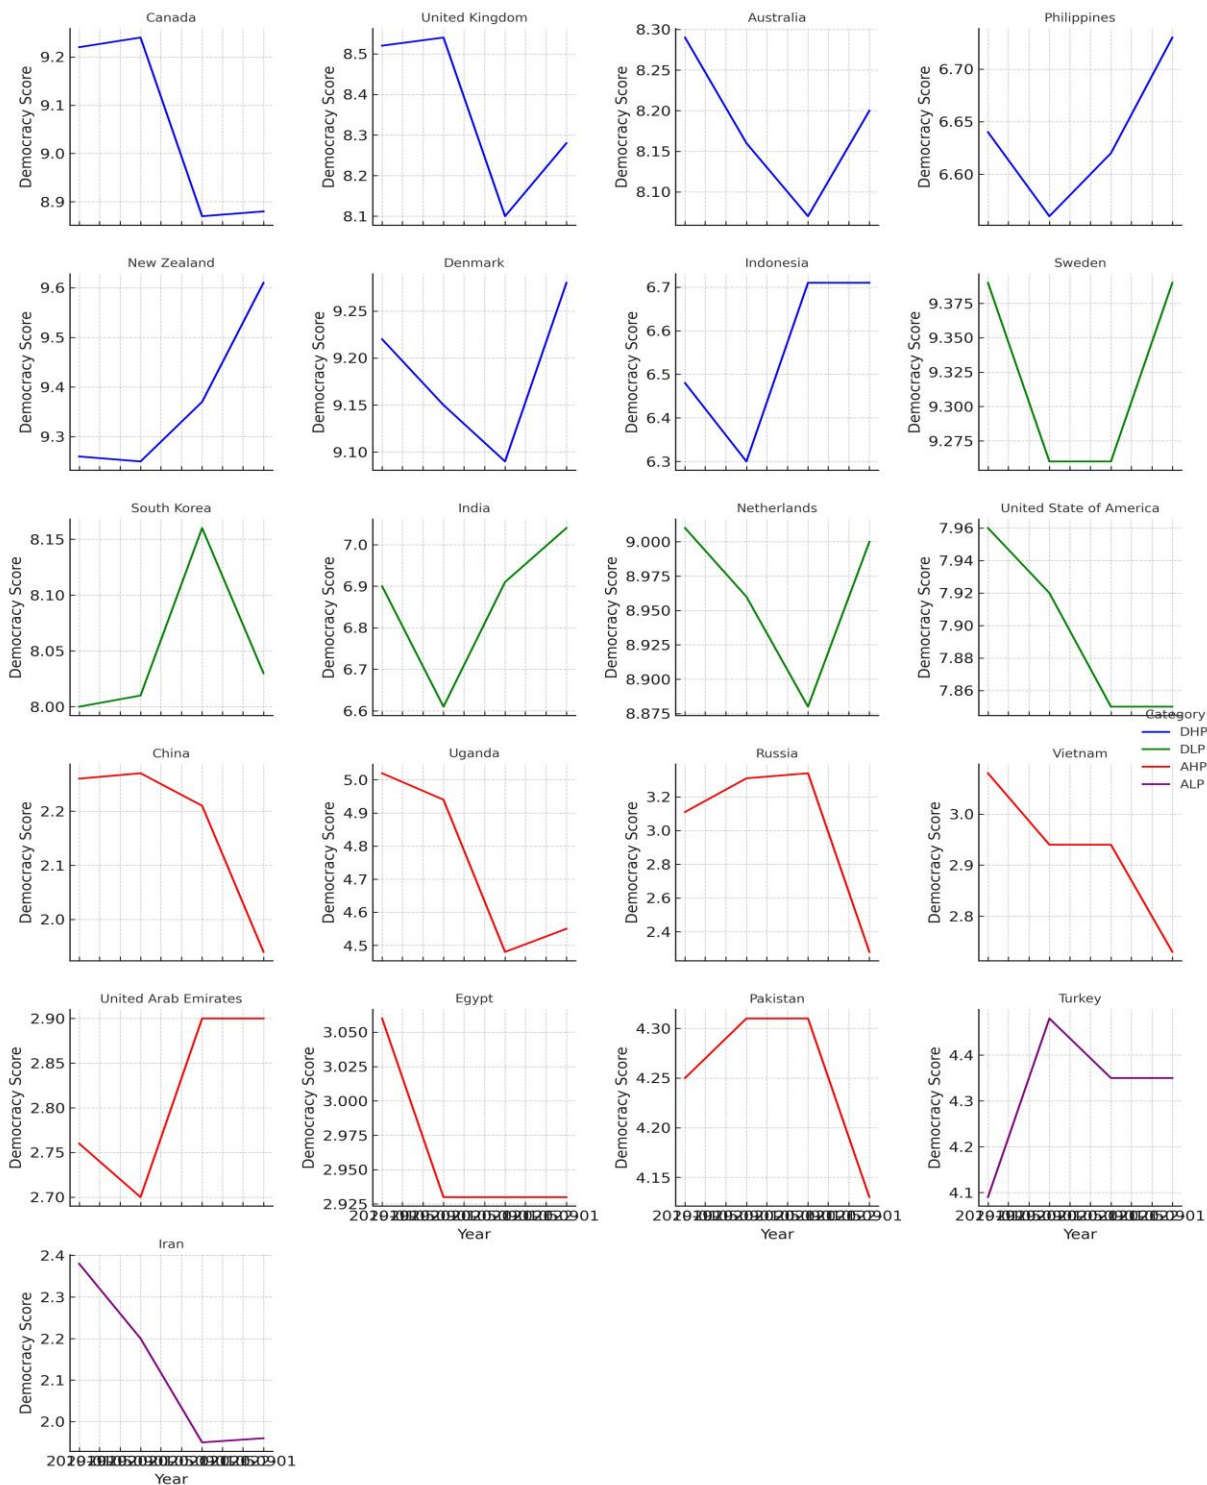 Canada
Democracy Score
9.2
9.1
9.0
8.9
United Kingdom
Democracy Score
8.5
8.4
8.3
8.2
8.1
Australia
Democracy Score
8.30
8.25
8.20
8.15
8.10
Philippines
Democracy Score
6.70
6.65
6.60
New Zealand
Democracy Score
9.6
9.5
9.4
9.3
Denmark
Democracy Score
9.25
9.20
9.15
9.10
Indonesia
Democracy Score
6.7
6.6
6.5
6.4
6.3
Sweden
Democracy Score
9.375
9.350
9.325
9.300
9.275
South Korea
Democracy Score
8.15
8.10
8.05
8.00
India
Democracy Score
7.0
6.9
6.8
6.7
6.6
Netherlands
Democracy Score
9.000
8.975
8.950
8.925
8.900
8.875
United State of America
Democracy Score
7.96
7.94
7.92
7.90
7.88
7.86
Category
DHP
DLP
AHP
ALP
China
Democracy Score
2.2
2.1
2.0
Uganda
Democracy Score
5.0
4.9
4.8
4.7
4.6
4.5
Russia
Democracy Score
3.2
3.0
2.8
2.6
2.4
Vietnam
Democracy Score
3.0
2.9
2.8
United Arab Emirates
Democracy Score
2.90
2.85
2.80
2.75
2.70
Egypt
Democracy Score
3.050
3.025
3.000
2.975
2.950
2.925
Year
Pakistan
Democracy Score
4.30
4.25
4.20
4.15
Year
Turkey
Democracy Score
4.4
4.3
4.2
4.1
Year
Iran
Democracy Score
2.4
2.3
2.2
2.1
2.0
Year